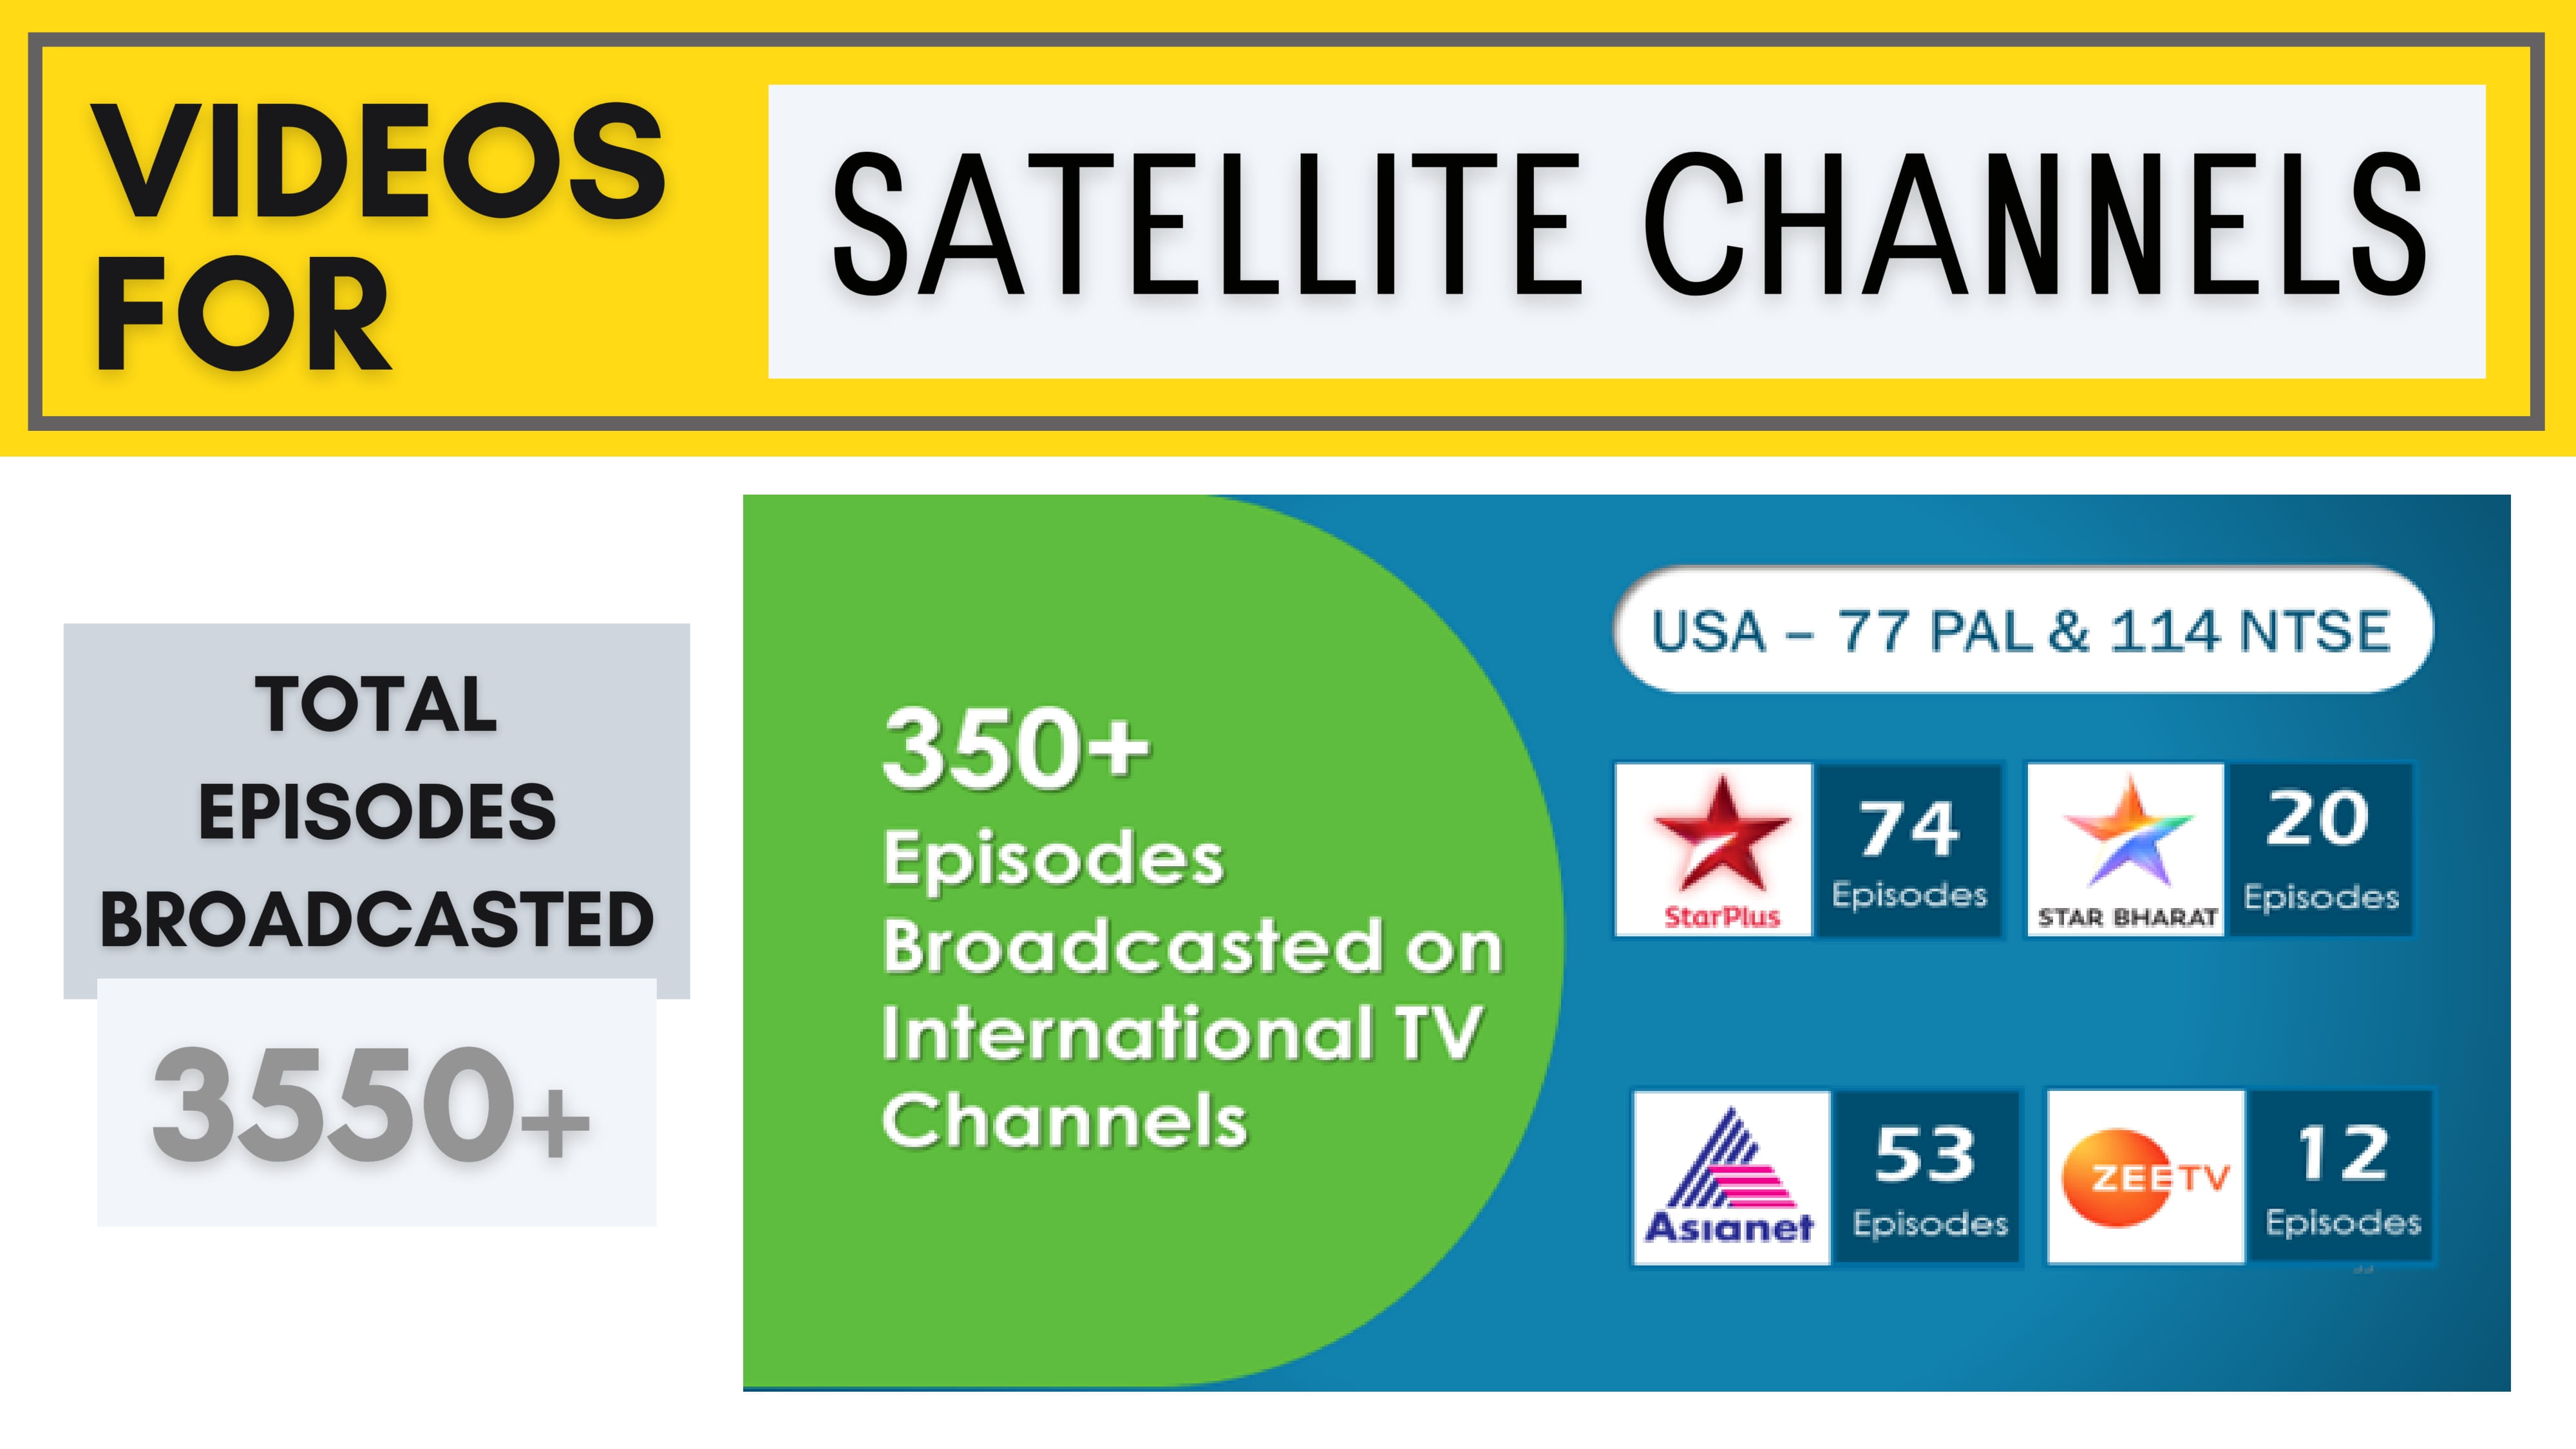 VIDEOS
FOR
SATELLITE CHANNELS
TOTAL
EPISODES
BROADCASTED
3550+
350+
Episodes
Broadcasted on
International TV
Channels
USA – 77 PAL & 114 NTSE
StarPlus
74
Episodes
STAR BHARAT
20
Episodes
Asianet
53
Episodes
ZEE TV
12
Episodes